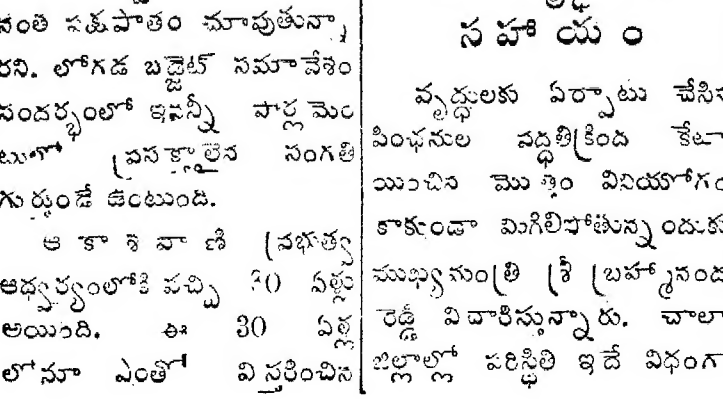 నంతి పక్షపాతం చూపుతున్నా
రని. లోగడ బడ్జెట్ సమావేశం
సందర్భంలో ఇవన్నీ పార్లమెం
టులో ప్రసక్తాలైన సంగతి
గుర్తుండే ఉంటుంది.
ఆకాశవాణి ప్రభుత్వ
ఆధ్వర్యంలోకి వచ్చి 30 ఏళ్లు
అయింది. ఈ 30 ఏళ్ల
లోనూ ఎంతో విస్తరించిన
సహాయం
వృద్ధులకు ఏర్పాటు చేసిన
పింఛనుల పద్ధతిక్రింద కేటా
యించిన మొత్తం వినియోగం
కాకుండా మిగిలిపోతున్నందుకు
ముఖ్యమంత్రి శ్రీ బ్రహ్మానంద
రెడ్డి విచారిస్తున్నారు. చాలా
జిల్లాల్లో పరిస్థితి ఇదే విధంగా